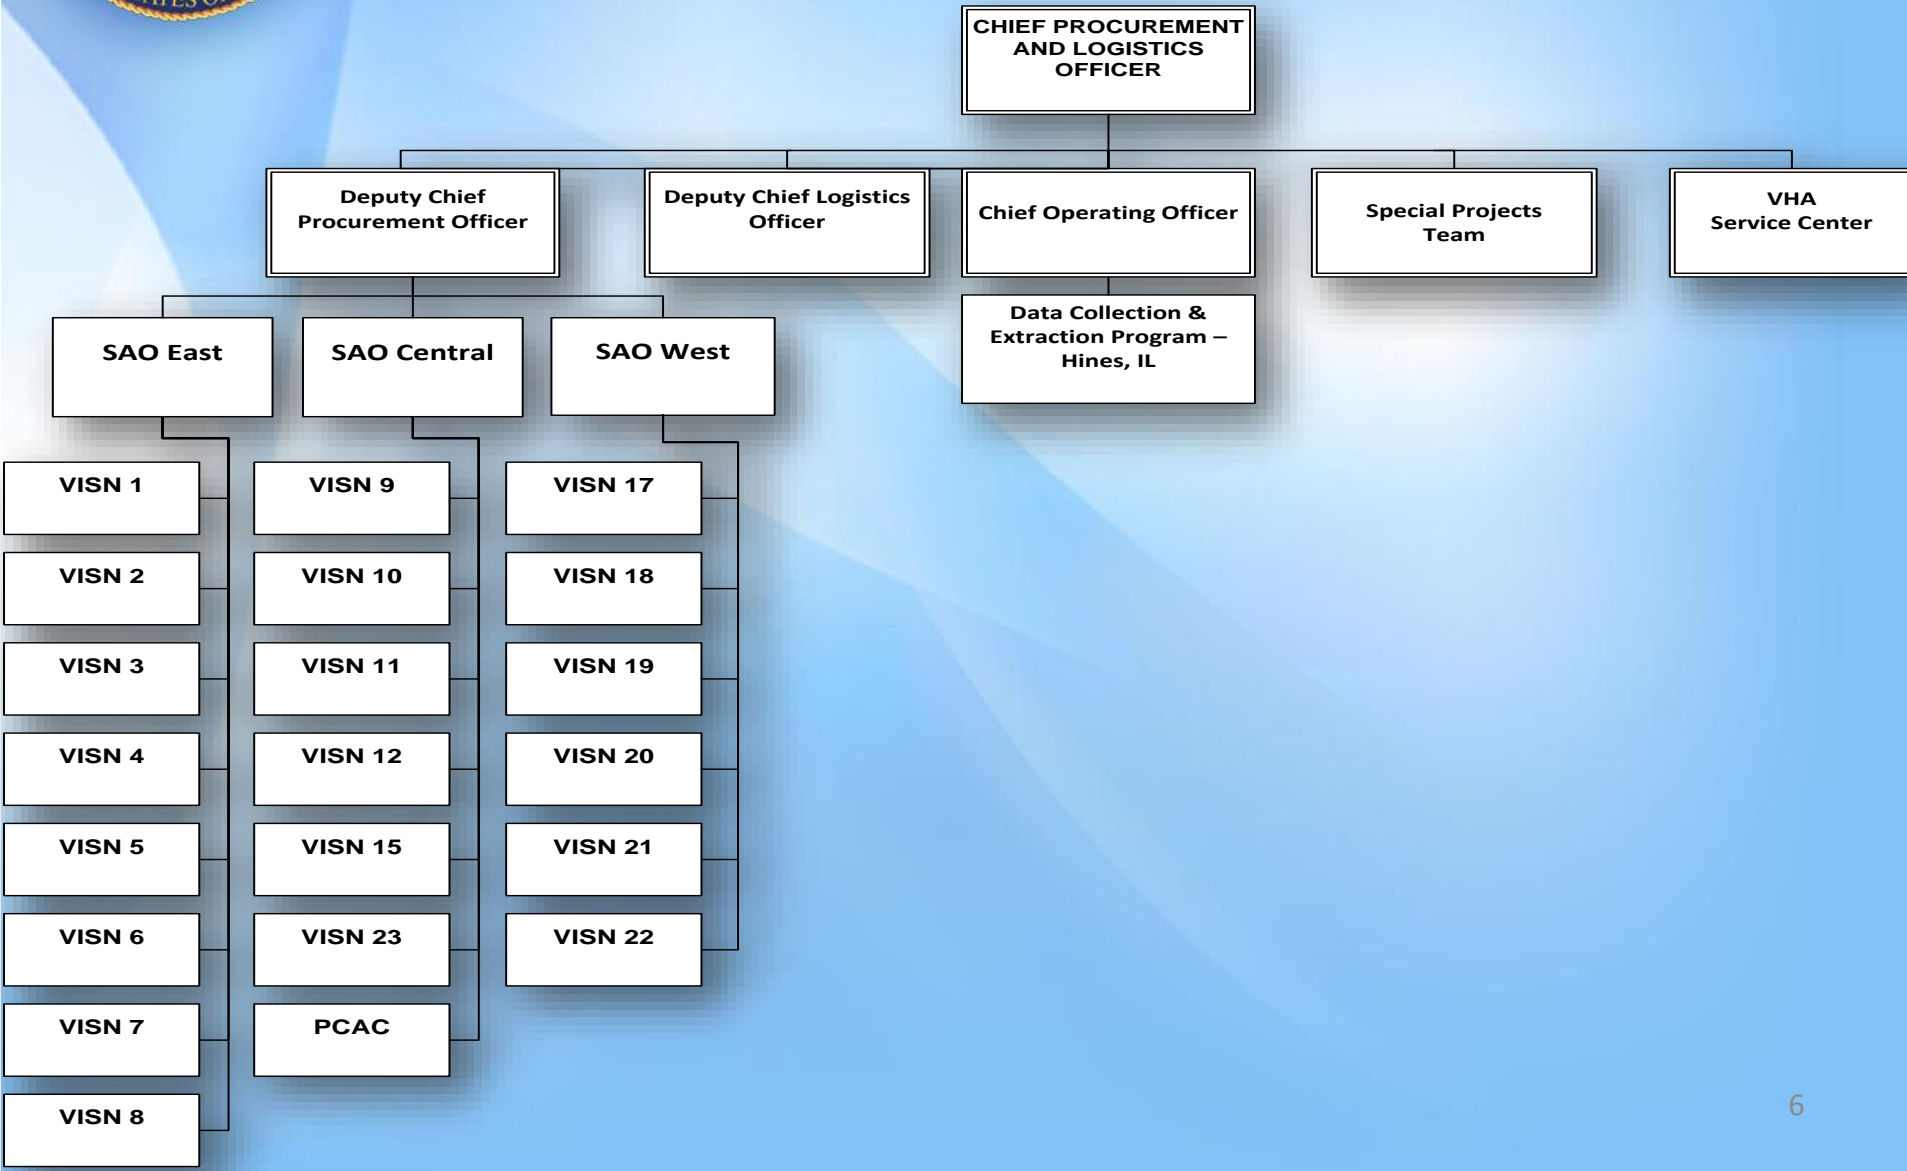 CHIEF PROCUREMENT
AND LOGISTICS
OFFICER
Deputy Chief
Procurement Officer
Deputy Chief Logistics
Officer
Chief Operating Officer
Special Projects
Team
VHA
Service Center
Data Collection &
Extraction Program –
Hines, IL
SAO East
SAO Central
SAO West
VISN 1
VISN 9
VISN 17
VISN 2
VISN 10
VISN 18
VISN 3
VISN 11
VISN 19
VISN 4
VISN 12
VISN 20
VISN 5
VISN 15
VISN 21
VISN 6
VISN 23
VISN 22
VISN 7
PCAC
VISN 8
6